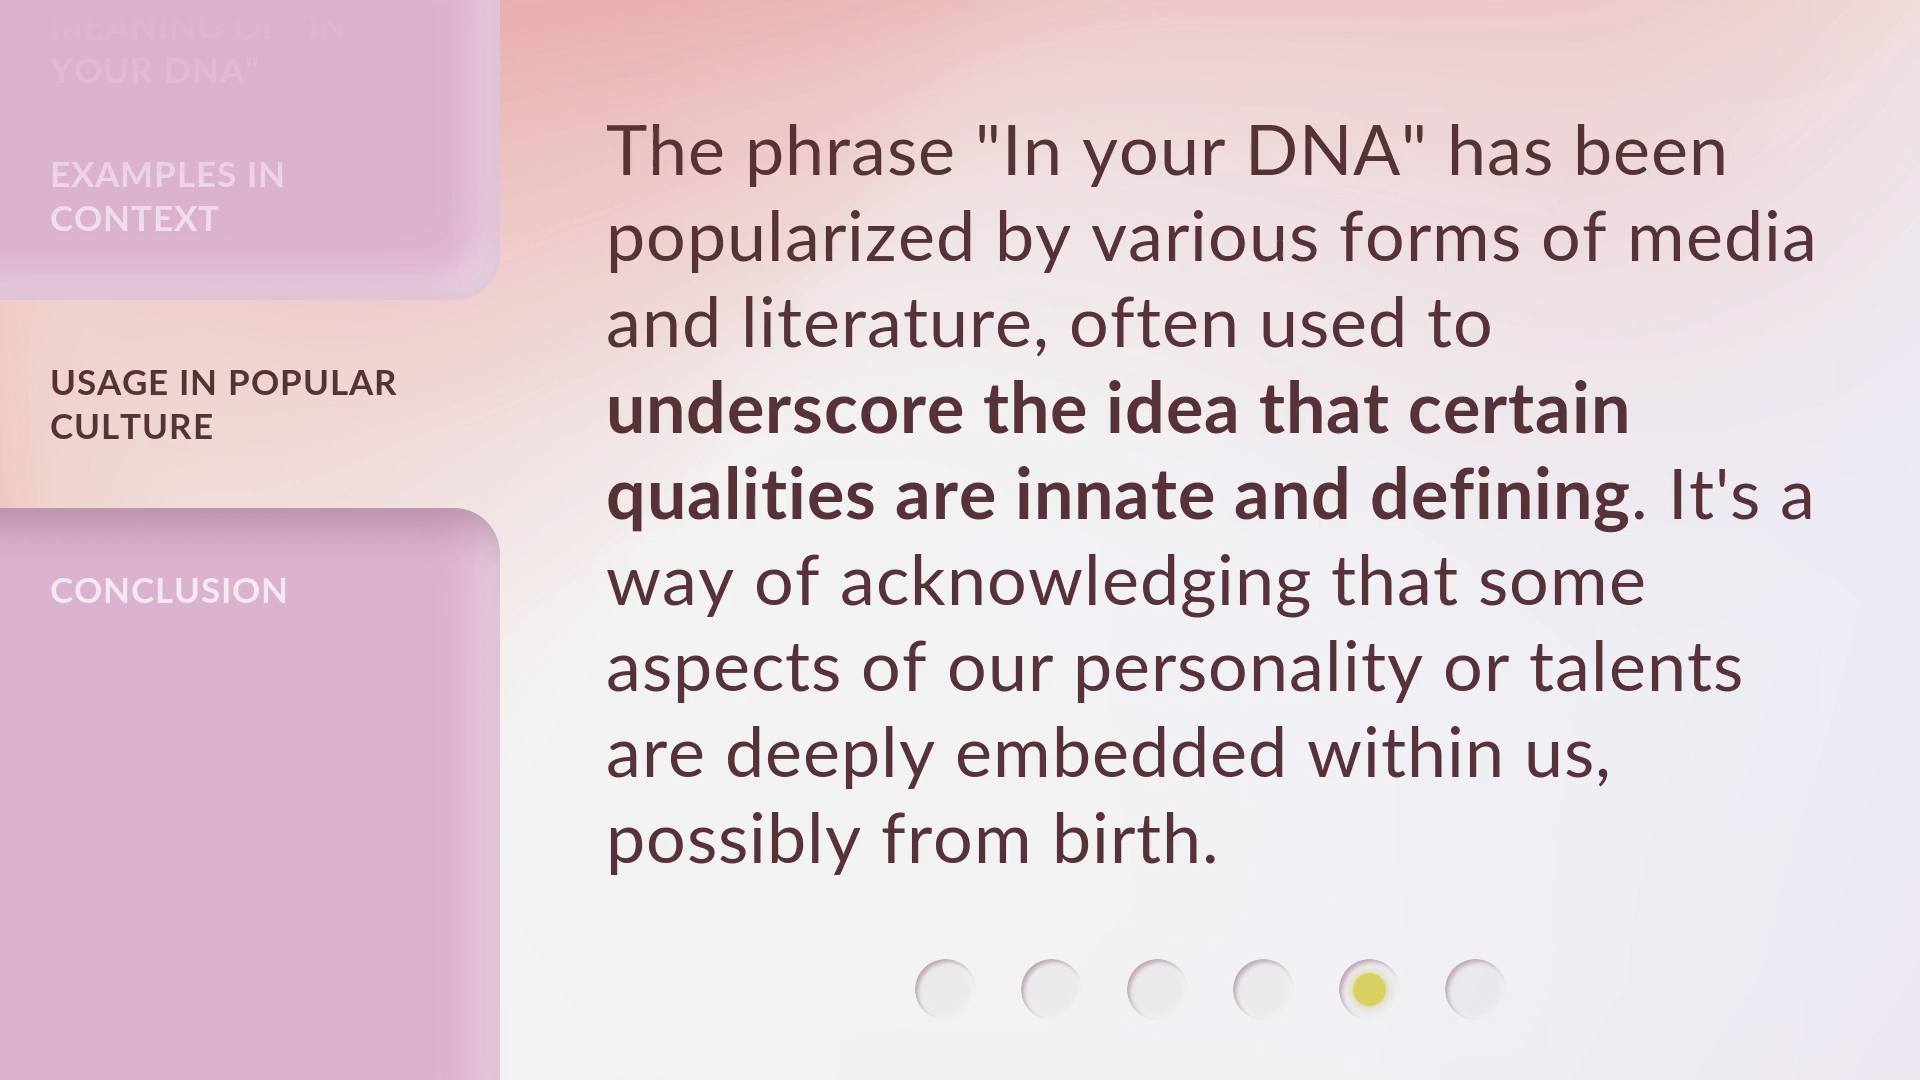 MEANING OF "IN
YOUR DNA"
EXAMPLES IN
CONTEXT
USAGE IN POPULAR
CULTURE
CONCLUSION
The phrase "In your DNA" has been
popularized by various forms of media
and literature, often used to
underscore the idea that certain
qualities are innate and defining. It's a
way of acknowledging that some
aspects of our personality or talents
are deeply embedded within us,
possibly from birth.